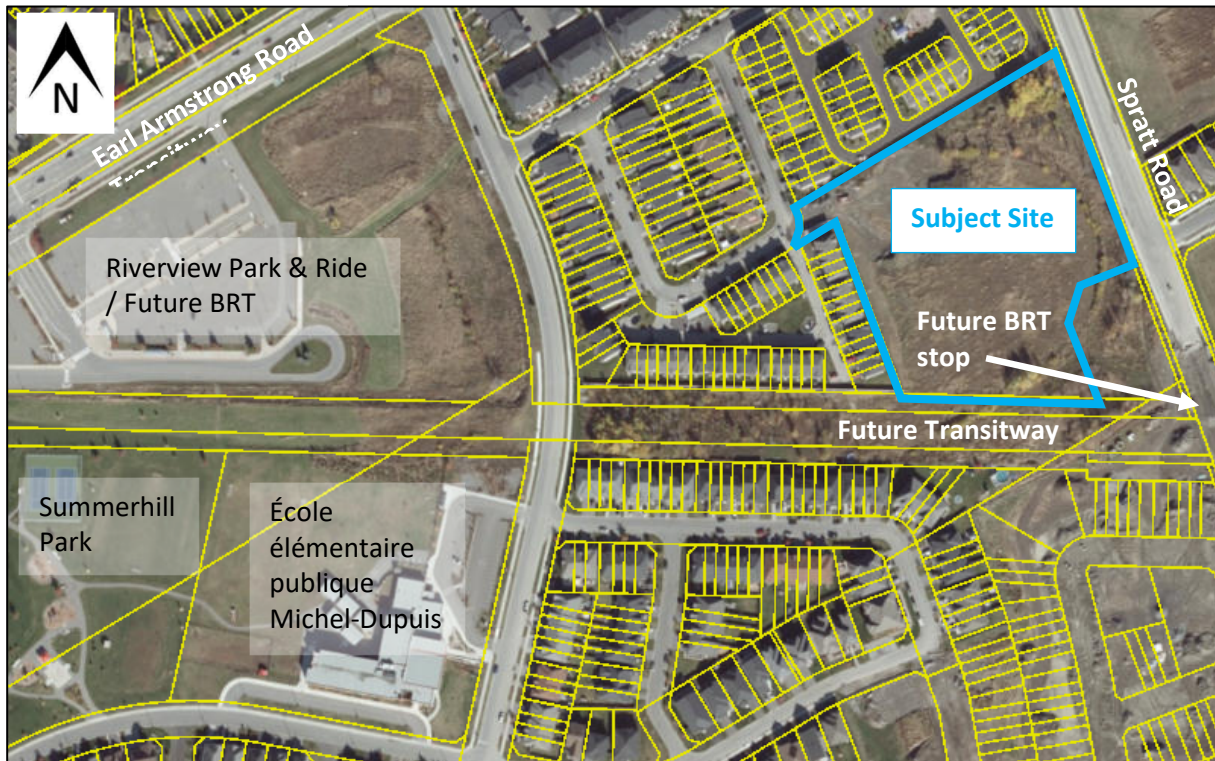 N
Earl Armstrong Road
Transitway
Spratt Road
Subject Site
Riverview Park & Ride
/ Future BRT
Future BRT
stop
Future Transitway
Summerhill
Park
École
élémentaire
publique
Michel-Dupuis